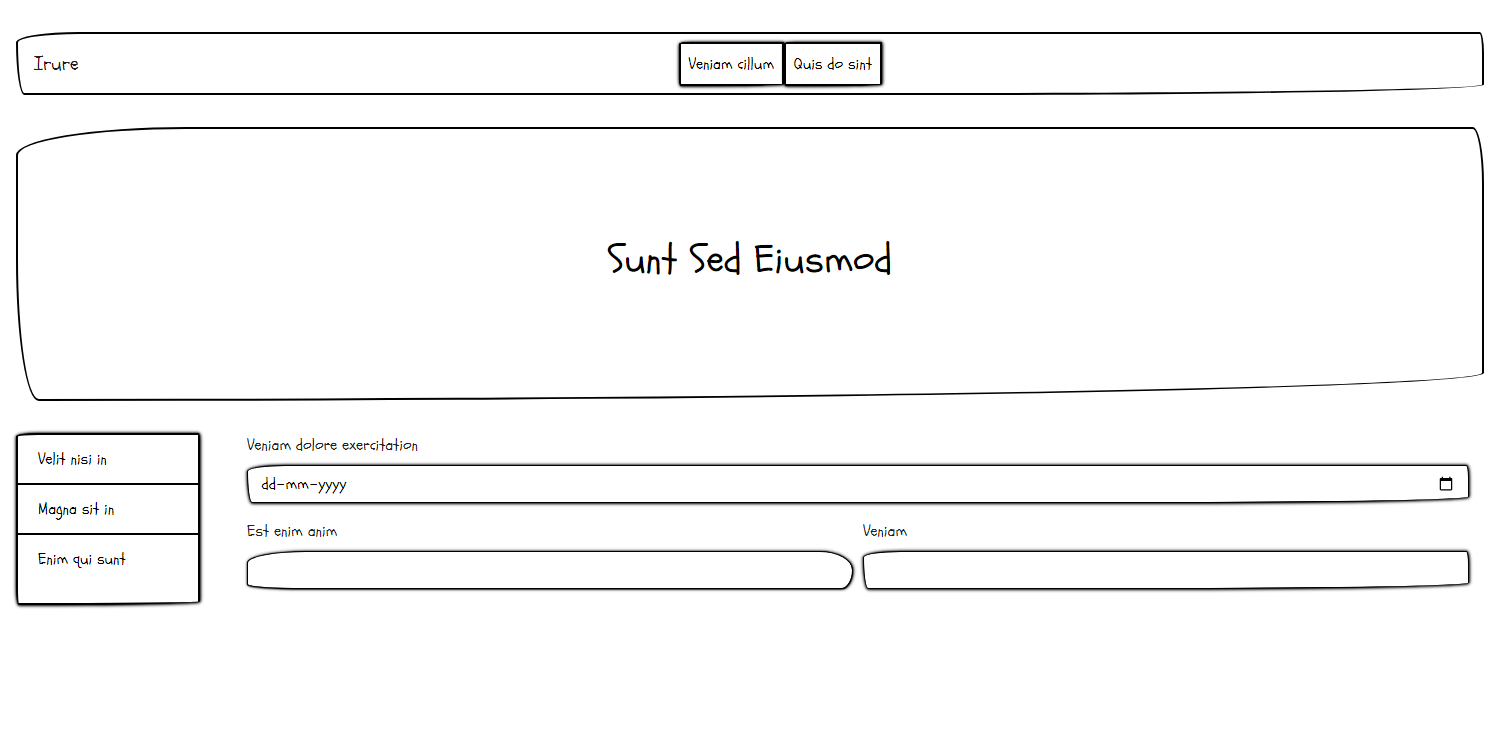 Irure
Veniam cillum
Quis do sint
Sunt Sed Eiusmod
Velit nisi in
Magna sit in
Enim qui sunt
Veniam dolore exercitation
dd-mm-yyyy
Est enim anim
Veniam